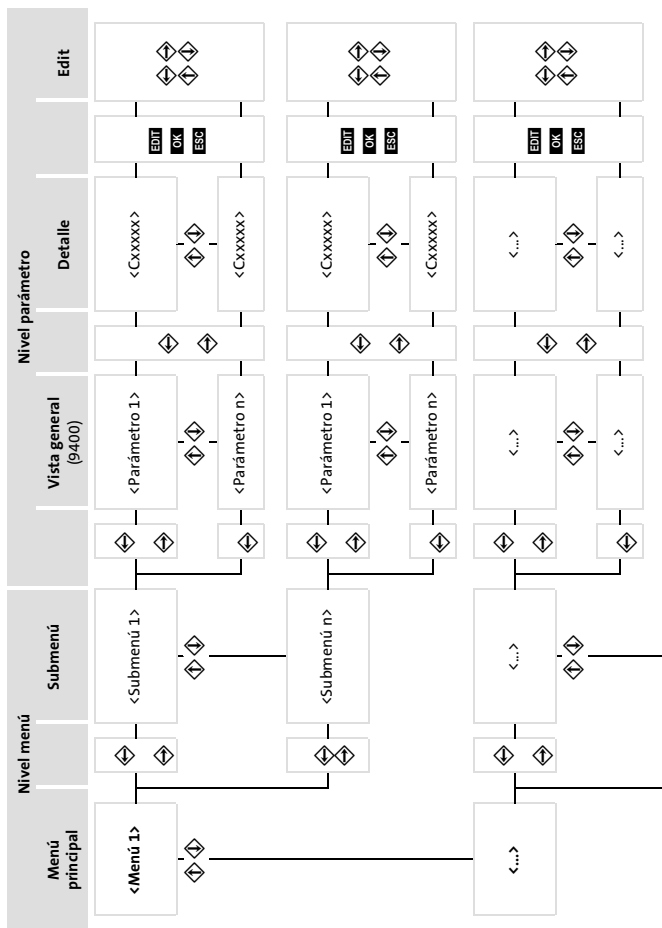 Nivel menú
Nivel parámetro
Menú
principal
Submenú
Vista general
(9400)
Detalle
Edit
<Menú 1>
<Submenú 1>
<Parámetro 1>
<Cxxxxx>
EDIT
OK
ESC
<Parámetro n>
<Cxxxxx>
<Submenú n>
<Parámetro 1>
<Cxxxxx>
EDIT
OK
ESC
<Parámetro n>
<Cxxxxx>
<...>
<...>
<...>
<...>
EDIT
OK
ESC
<...>
<...>